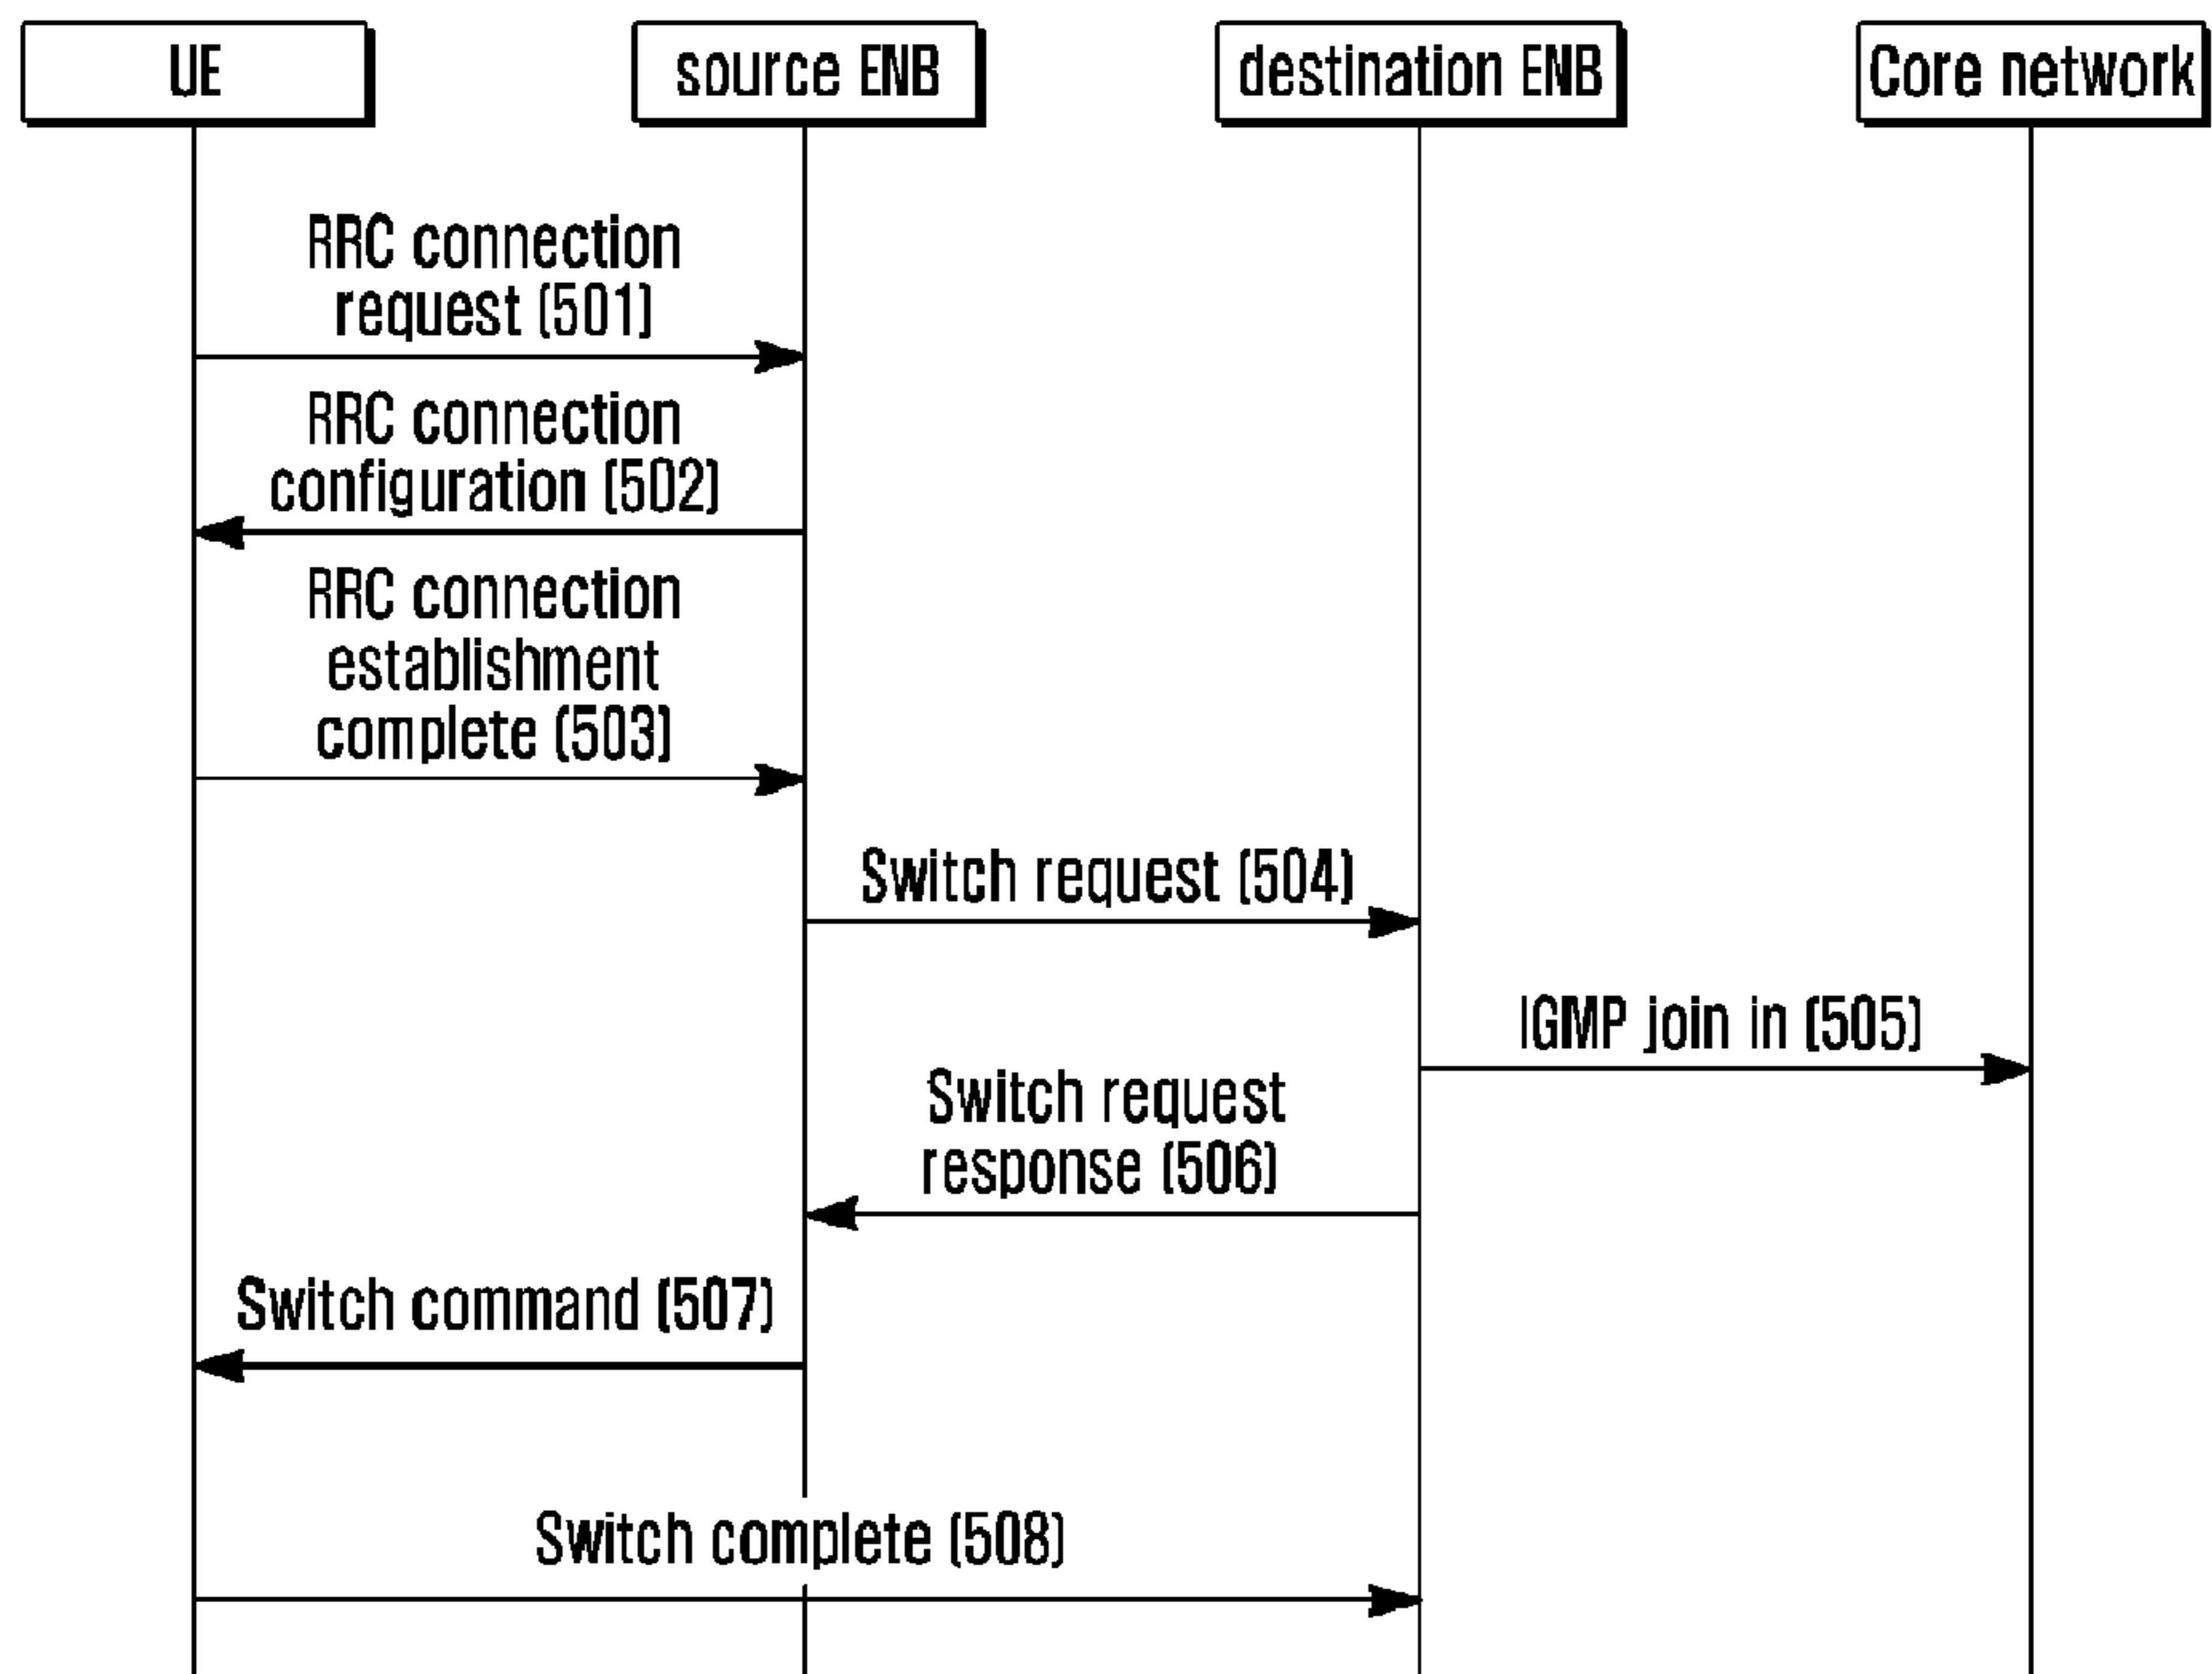 UE
source ENB
destination ENB
Core network
RRC connection
request (501)
RRC connection
configuration (502)
RRC connection
establishment
complete (503)
Switch request (504)
IGMP join in (505)
Switch request
response (506)
Switch command (507)
Switch complete (508)